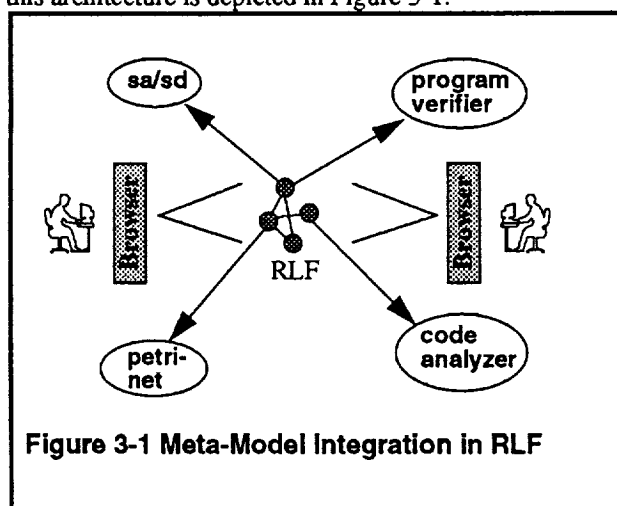 this architecture is depicted in Figure 3-1.
sa/sd
program
verifier
Browser
Browser
RLF
petri-
net
code
analyzer
Figure 3-1 Meta-Model Integration in RLF